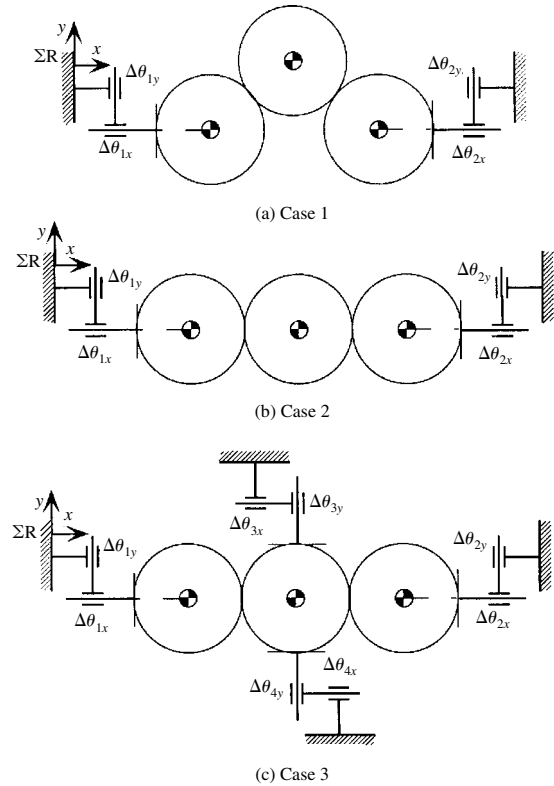 y
ΣR
x
Δθ1y
Δθ2y
Δθ1x
Δθ2x
(a) Case 1
y
ΣR
x
Δθ1y
Δθ2y
Δθ1x
Δθ2x
(b) Case 2
Δθ3y
Δθ3x
y
ΣR
x
Δθ1y
Δθ2y
Δθ1x
Δθ2x
Δθ4x
Δθ4y
(c) Case 3